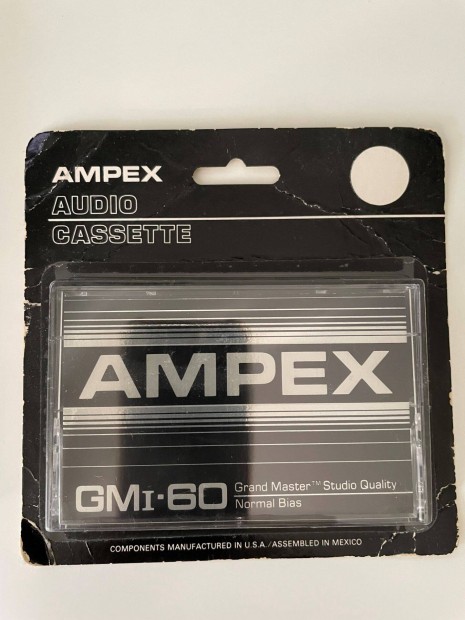 AMPEX
AUDIO
CASSETTE
AMPEX
GMI·60
Grand Master™ Studio Quality
Normal Bias
COMPONENTS MANUFACTURED IN U.S.A./ASSEMBLED IN MEXICO